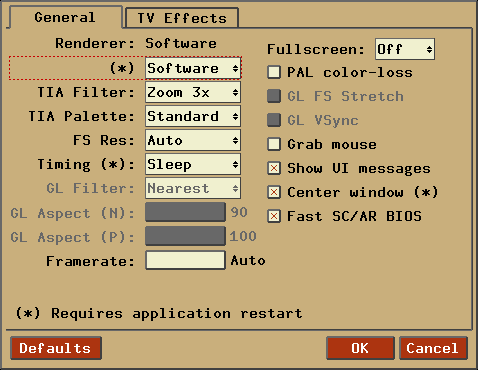 General TV Effects
Renderer: Software
(*) Software
TIA Filter: Zoom 3x
TIA Palette: Standard
FS Res: Auto
Timing (*): Sleep
GL Filter: Nearest
GL Aspect (N): 90
GL Aspect (P): 100
Framerate: Auto
Fullscreen: Off
PAL color-loss
GL FS Stretch
GL VSync
Grab mouse
Show UI messages
Center window (*)
Fast SC/AR BIOS
(*) Requires application restart
Defaults OK Cancel